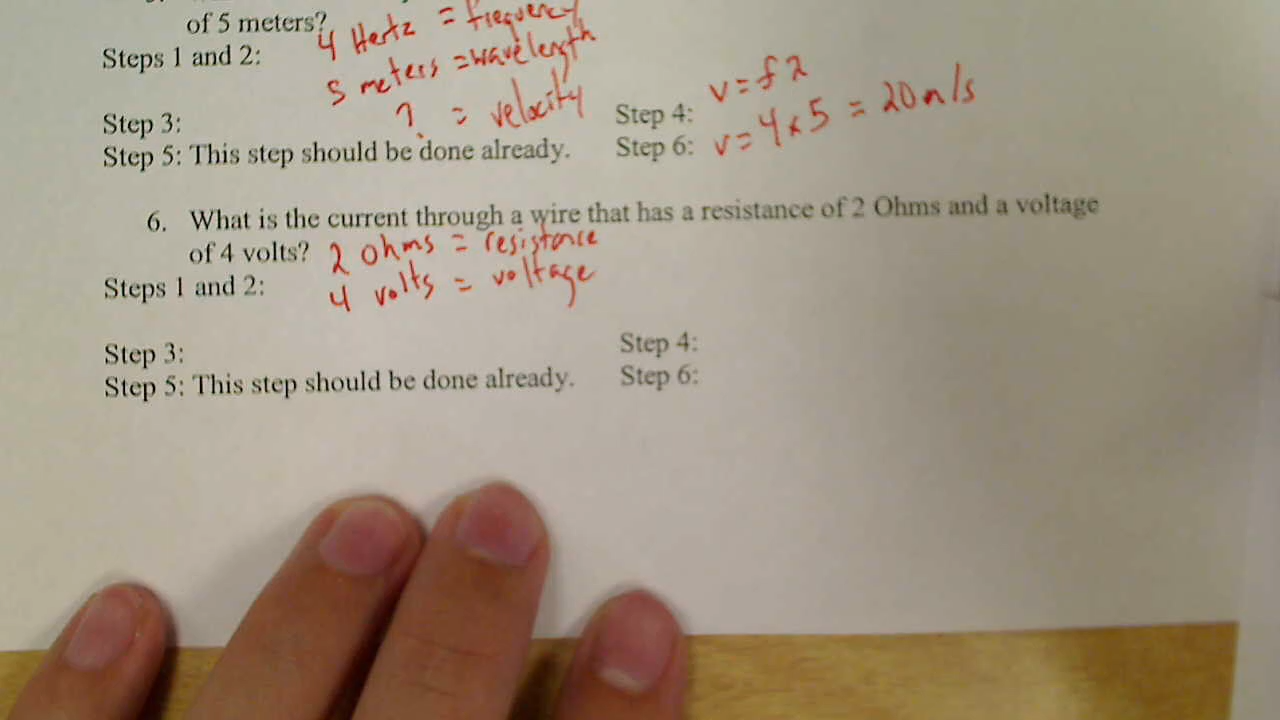 of 5 meters?
4 Hertz = frequency
Steps 1 and 2:
5 meters = wavelength
? = velocity
Step 3:
Step 4: v = f λ
Step 5: This step should be done already.
Step 6: v = 4 x 5 = 20 m/s
6. What is the current through a wire that has a resistance of 2 Ohms and a voltage
of 4 volts?
2 ohms = resistance
Steps 1 and 2:
4 volts = voltage
Step 3:
Step 4:
Step 5: This step should be done already.
Step 6: